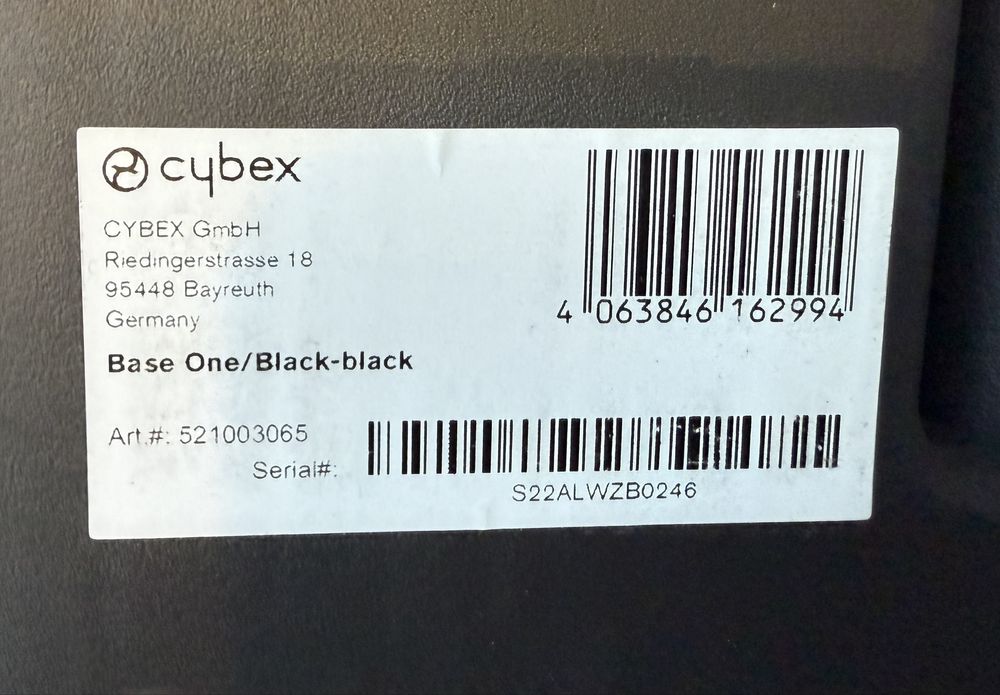 cybex
CYBEX GmbH
Riedingerstrasse 18
95448 Bayreuth
Germany
4 063846 162994
Base One/Black-black
Art.#: 521003065
Serial#:
S22ALWZB0246